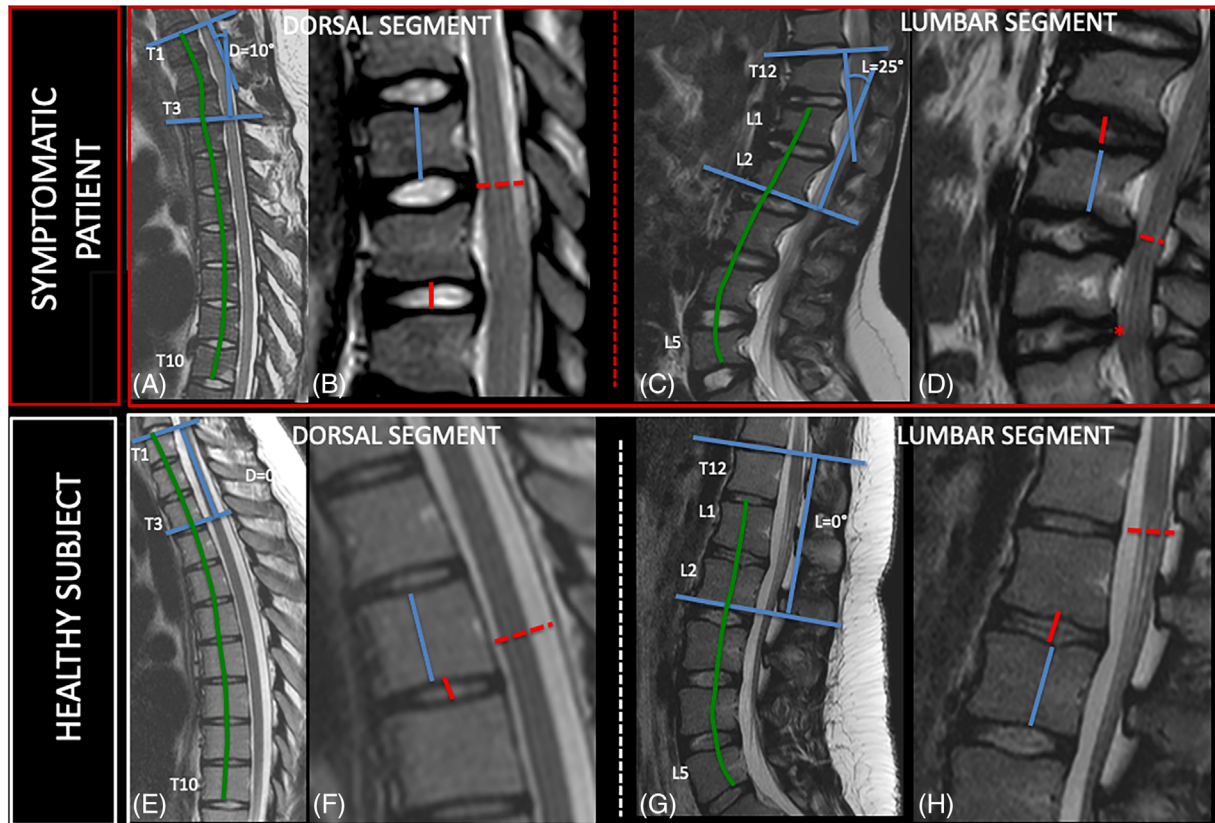 SYMPTOMATIC
PATIENT
DORSAL SEGMENT
T1
D=10°
T3
T10
(A)
(B)
LUMBAR SEGMENT
T12
L=25°
L1
L2
L5
(C)
(D)
*
HEALTHY SUBJECT
DORSAL SEGMENT
T1
D=0
T3
T10
(E)
(F)
LUMBAR SEGMENT
T12
L1
L=0°
L2
L5
(G)
(H)